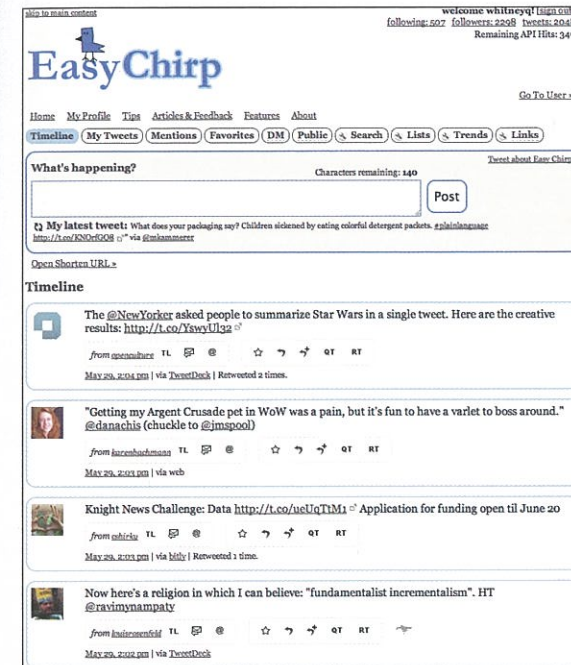 skip to main content
welcome whitneyq! [sign out
following: 507 followers: 2298 tweets: 204
Remaining API Hits: 34
EasyChirp
Go To User »
Home My Profile Tips Articles & Feedback Features About
Timeline My Tweets Mentions Favorites DM Public Search Lists Trends Links
Tweet about Easy Chirp
What's happening?
Characters remaining: 140
Post
My latest tweet: What does your packaging say? Children sickened by eating colorful detergent packets. #plainlanguage
http://t.co/KNOrfGQ8 " via @mkammerer
Open Shorten URL »
Timeline
The @NewYorker asked people to summarize Star Wars in a single tweet. Here are the creative
results: http://t.co/YswyUl32
from openculture TL @ QT RT
May 29, 2:04 pm | via TweetDeck | Retweeted 2 times.
"Getting my Argent Crusade pet in WoW was a pain, but it's fun to have a varlet to boss around."
@danachis (chuckle to @jmspool)
from karenbachmann TL @ QT RT
May 29, 2:03 pm | via web
Knight News Challenge: Data http://t.co/ueUqTtM1 Application for funding open til June 20
from cshirky TL @ QT RT
May 29, 2:03 pm | via bitly | Retweeted 1 time.
Now here's a religion in which I can believe: "fundamentalist incrementalism". HT
@ravimynampaty
from louisrosenfeld TL @ QT RT
May 29, 2:02 pm | via TweetDeck